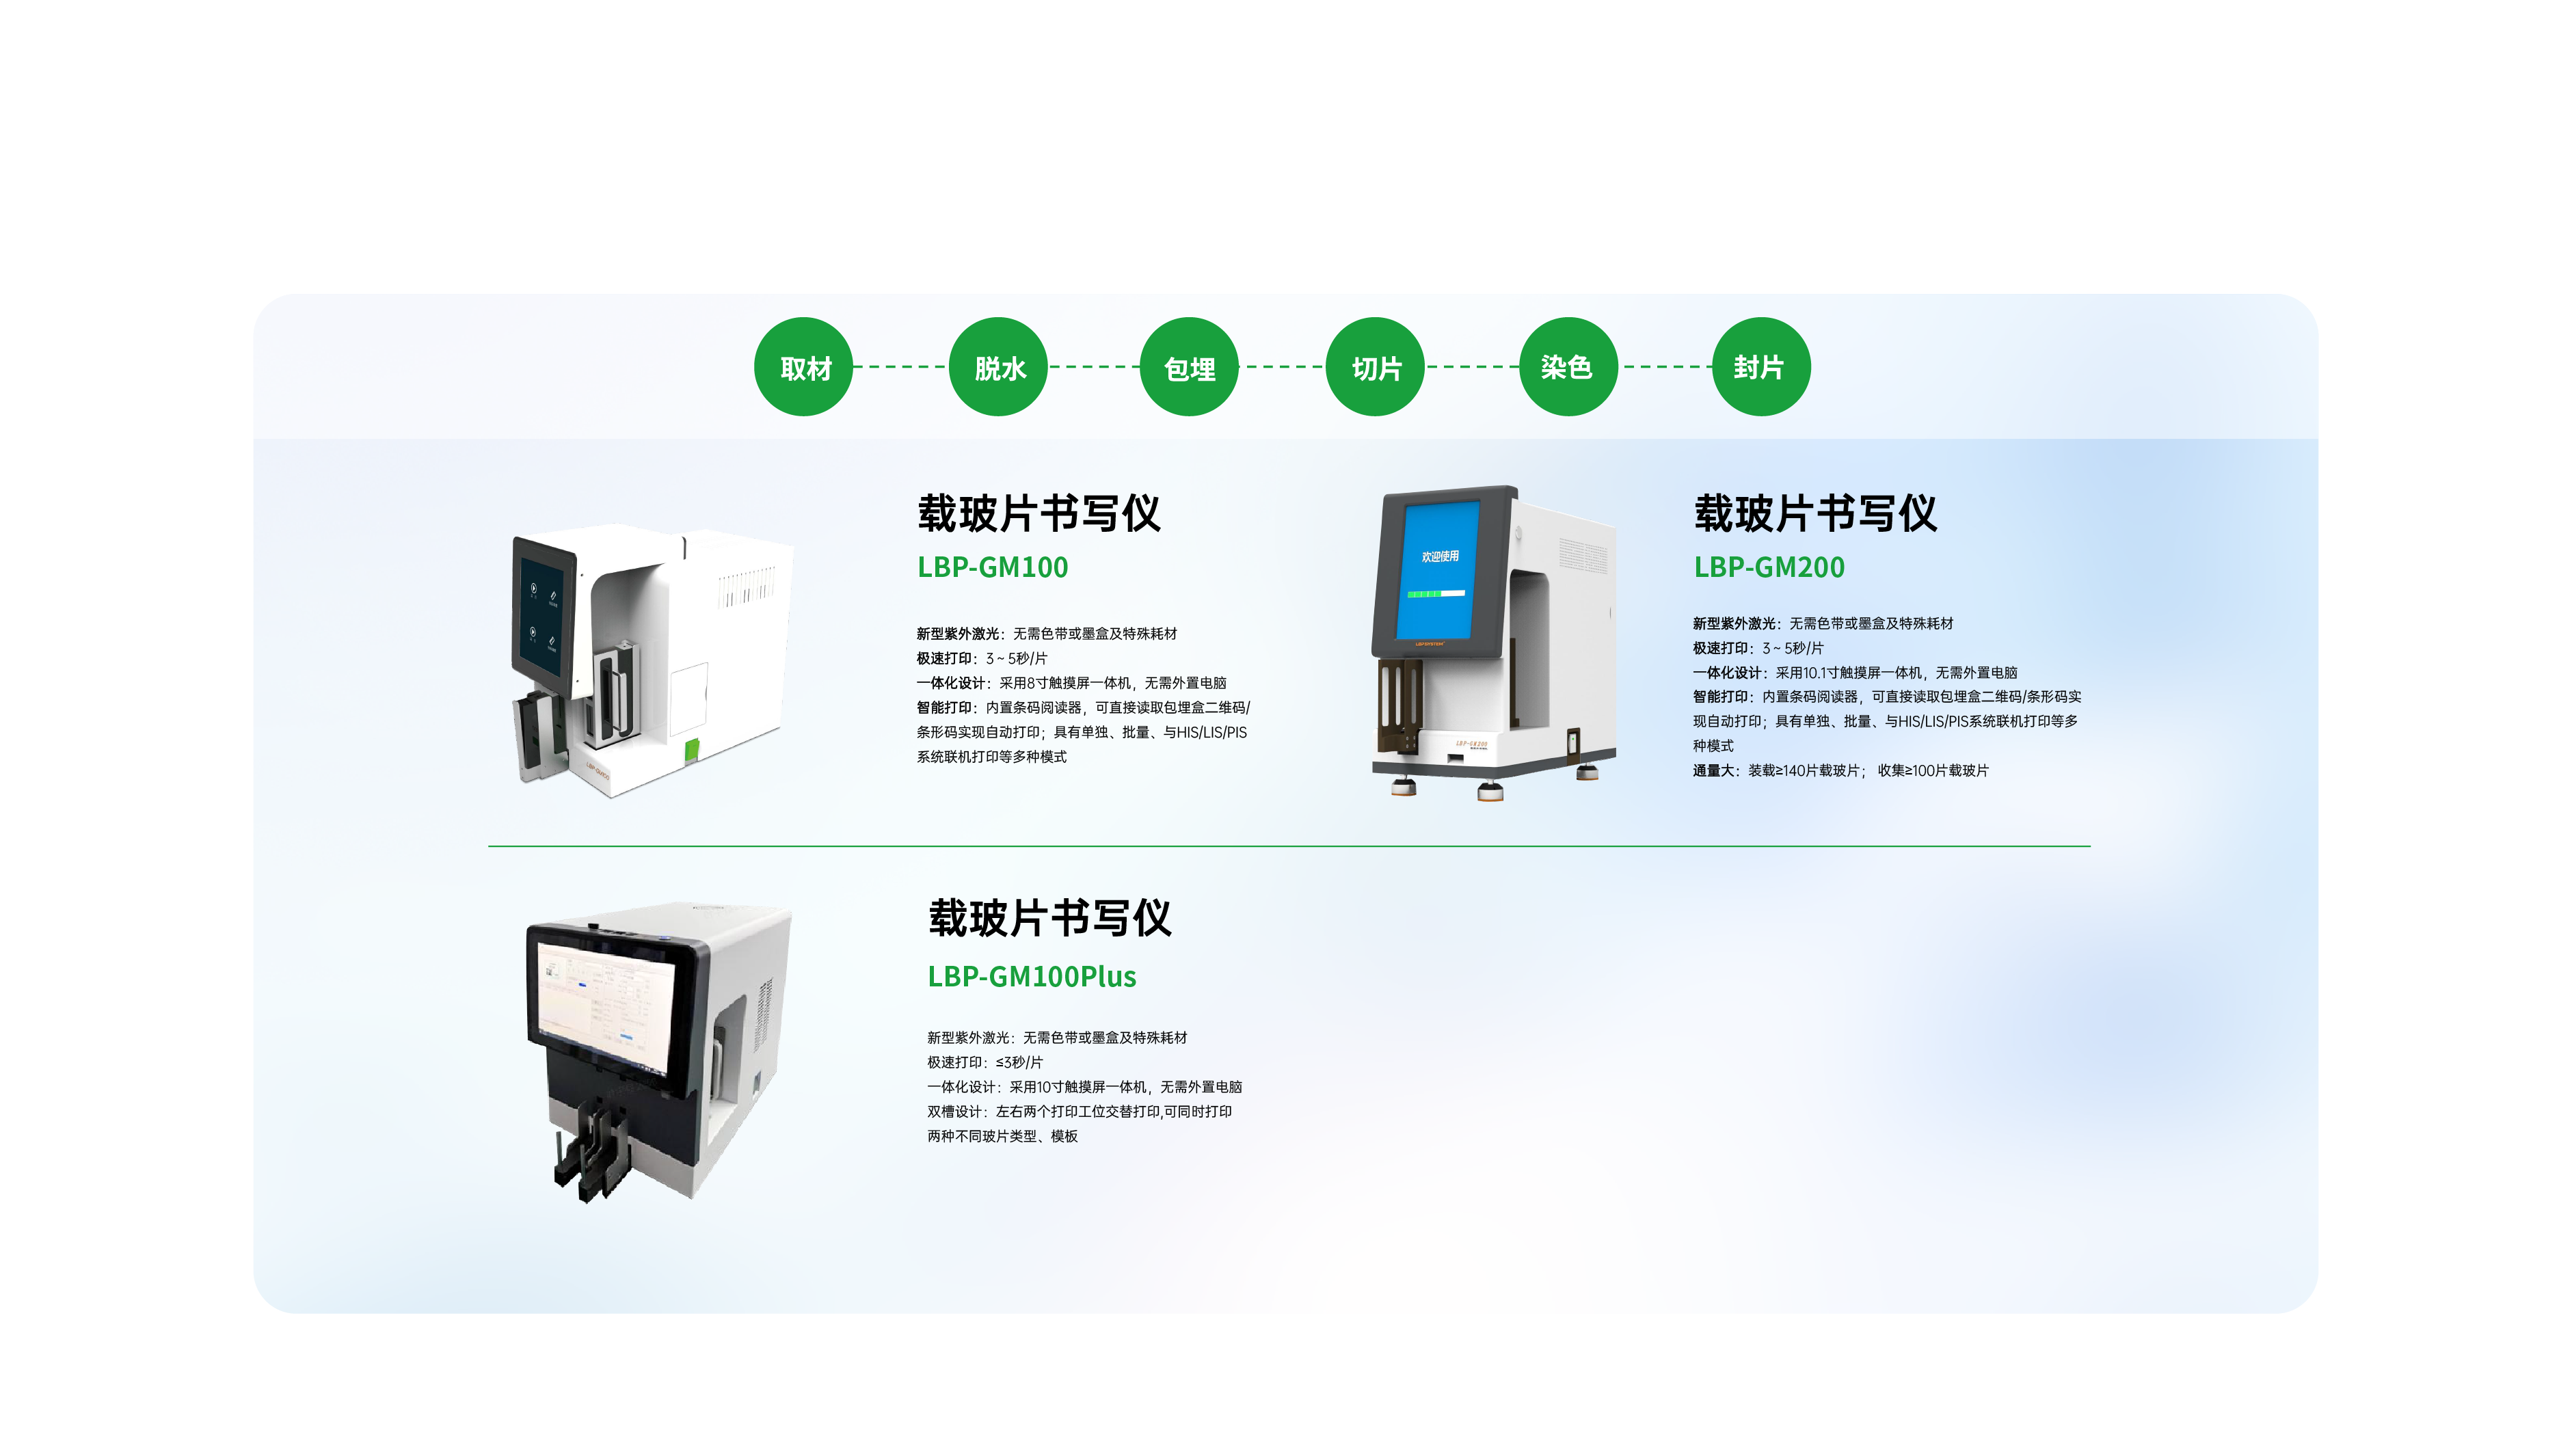 取材
脱水
包埋
切片
染色
封片
载玻片书写仪
LBP-GM100
新型紫外激光：无需色带或墨盒及特殊耗材
极速打印：3 ~ 5秒/片
一体化设计：采用8寸触摸屏一体机，无需外置电脑
智能打印：内置条码阅读器，可直接读取包埋盒二维码/
条形码实现自动打印；具有单独、批量、与HIS/LIS/PIS
系统联机打印等多种模式
欢迎使用
LBP-GM200
载玻片书写仪
LBP-GM200
新型紫外激光：无需色带或墨盒及特殊耗材
极速打印：3 ~ 5秒/片
一体化设计：采用10.1寸触摸屏一体机，无需外置电脑
智能打印：内置条码阅读器，可直接读取包埋盒二维码/条形码实
现自动打印；具有单独、批量、与HIS/LIS/PIS系统联机打印等多
种模式
通量大：装载≥140片载玻片； 收集≥100片载玻片
载玻片书写仪
LBP-GM100Plus
新型紫外激光：无需色带或墨盒及特殊耗材
极速打印：≤3秒/片
一体化设计：采用10寸触摸屏一体机，无需外置电脑
双槽设计：左右两个打印工位交替打印,可同时打印
两种不同玻片类型、模板